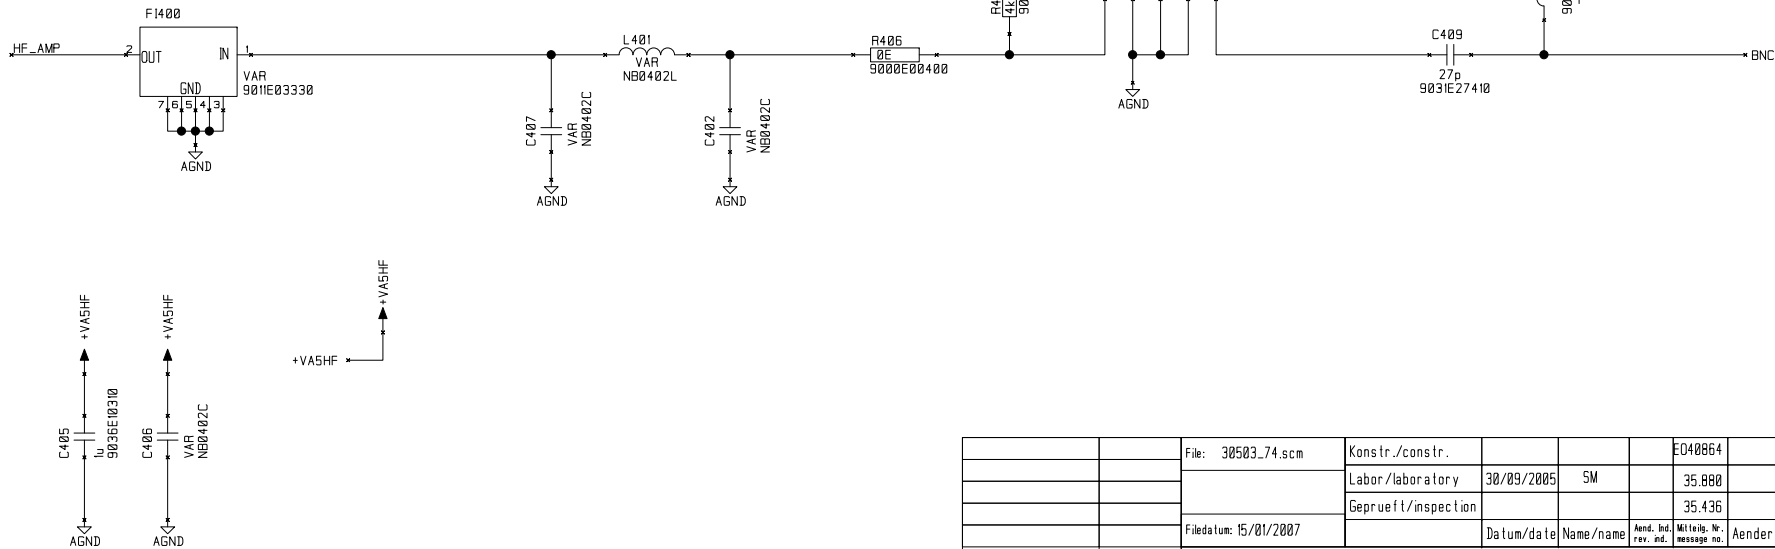 FI400
HF_AMP
2
OUT
IN
1
VAR
9011E03330
GND
7
6
5
4
3
AGND
L401
VAR
NB0402L
C407
VAR
NB0402C
AGND
C402
VAR
NB0402C
AGND
R406
0E
9000E00400
4k
AGND
C409
27p
9031E27410
BNC
+VA5HF
C405
1u
9036E10310
AGND
+VA5HF
C406
VAR
NB0402C
AGND
+VA5HF
+VA5HF
File: 30503_74.scm
Konstr./constr.
E040864
Labor/laboratory 30/09/2005 SM 35.880
Geprueft/inspection 35.436
Filedatum: 15/01/2007
Datum/date Name/name
Aend. Ind.
rev. ind.
Mitteilg. Nr.
message no.
Aender